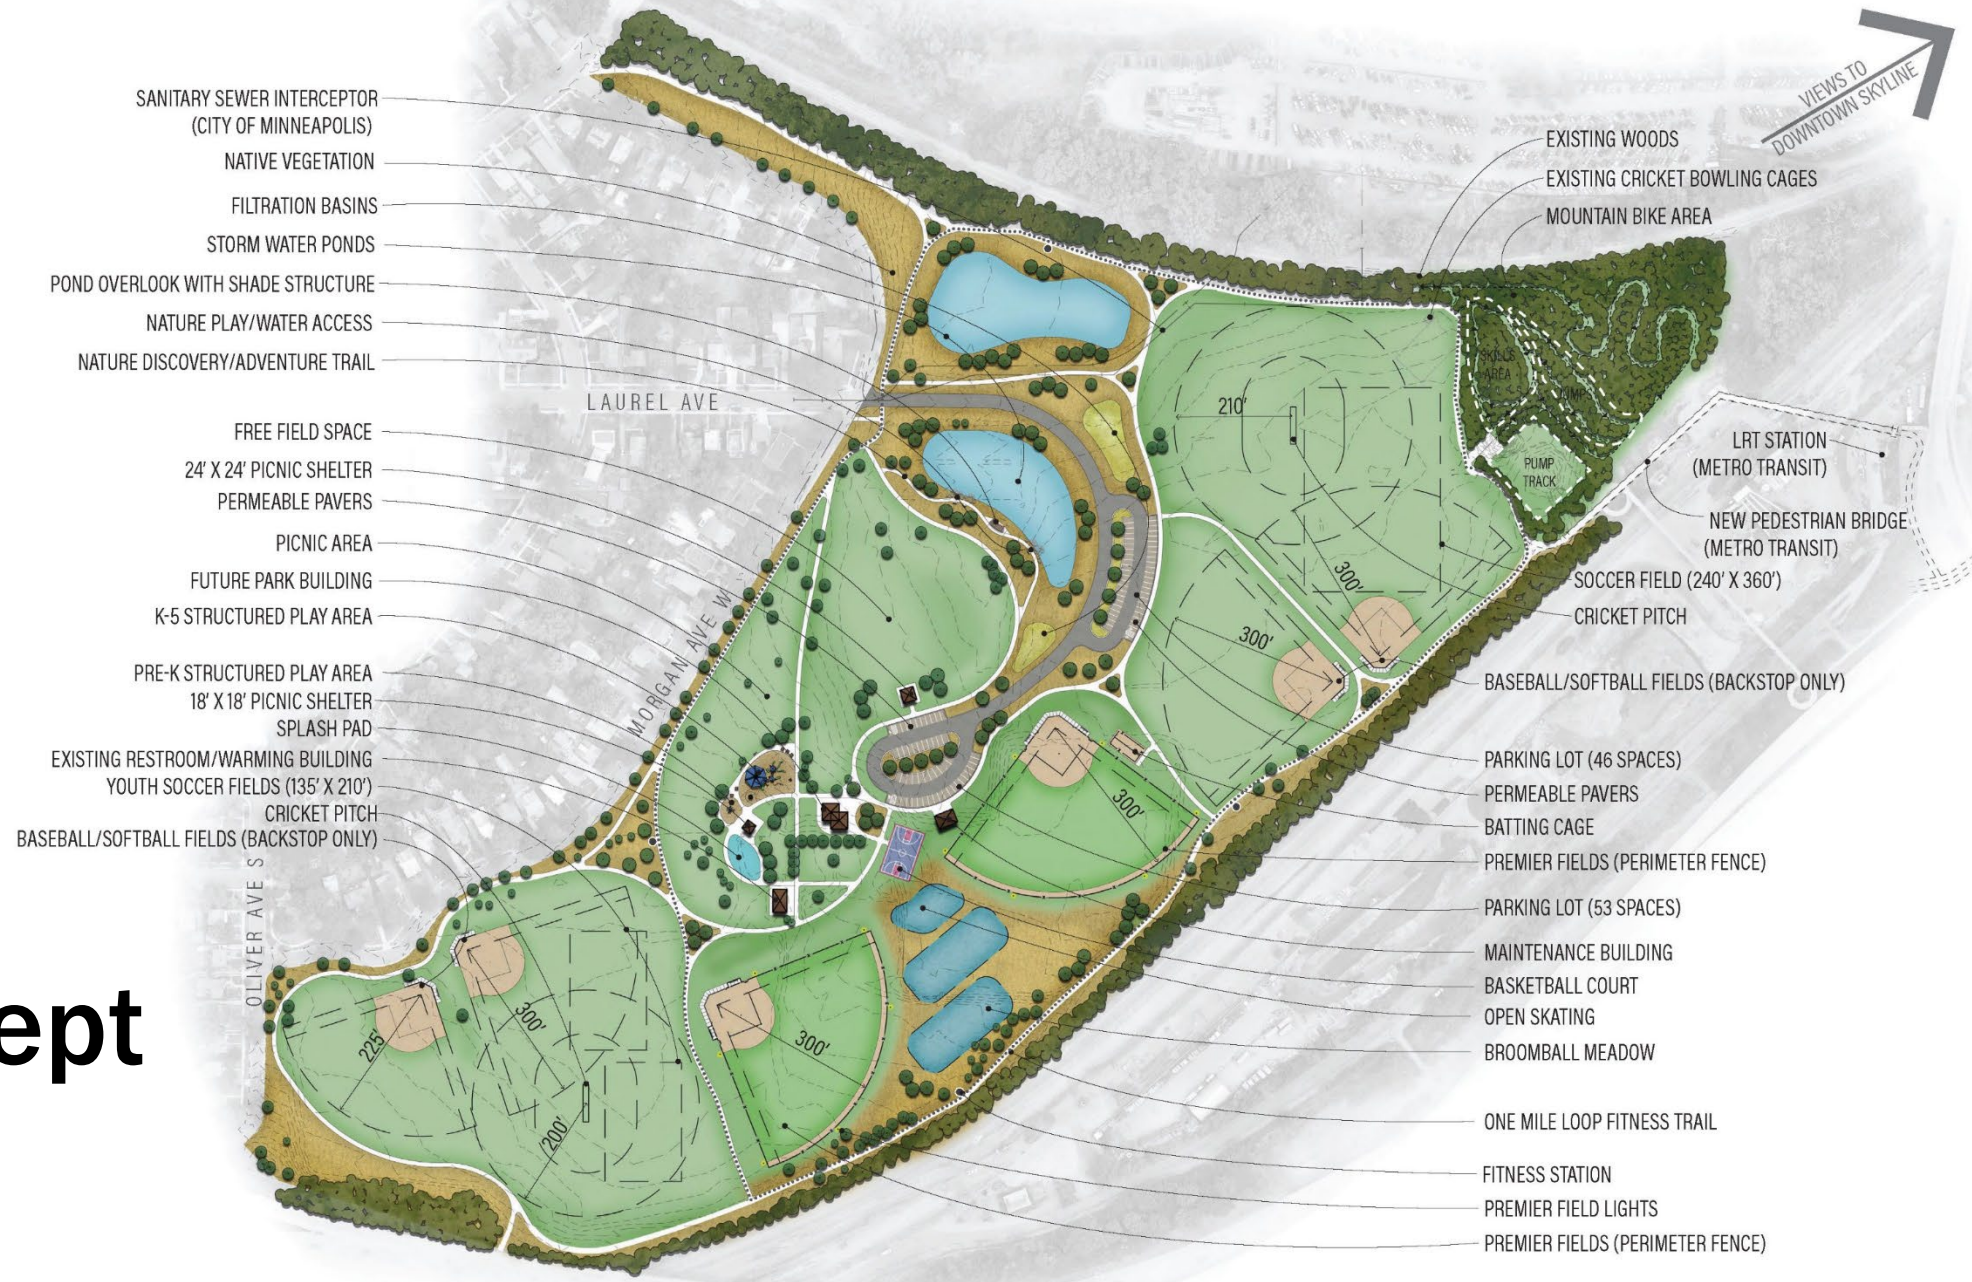 SANITARY SEWER INTERCEPTOR
(CITY OF MINNEAPOLIS)
NATIVE VEGETATION
FILTRATION BASINS
STORM WATER PONDS
POND OVERLOOK WITH SHADE STRUCTURE
NATURE PLAY/WATER ACCESS
NATURE DISCOVERY/ADVENTURE TRAIL
FREE FIELD SPACE
24' X 24' PICNIC SHELTER
PERMEABLE PAVERS
PICNIC AREA
FUTURE PARK BUILDING
K-5 STRUCTURED PLAY AREA
PRE-K STRUCTURED PLAY AREA
18' X 18' PICNIC SHELTER
SPLASH PAD
EXISTING RESTROOM/WARMING BUILDING
YOUTH SOCCER FIELDS (135' X 210')
CRICKET PITCH
BASEBALL/SOFTBALL FIELDS (BACKSTOP ONLY)
ept
LAUREL AVE
MORGAN AVE W
OLIVER AVE S
210'
300'
300'
300'
300'
300'
225'
200'
SKILLS
AREA
JUMP
PUMP
TRACK
VIEWS TO
DOWNTOWN SKYLINE
EXISTING WOODS
EXISTING CRICKET BOWLING CAGES
MOUNTAIN BIKE AREA
LRT STATION
(METRO TRANSIT)
NEW PEDESTRIAN BRIDGE
(METRO TRANSIT)
SOCCER FIELD (240' X 360')
CRICKET PITCH
BASEBALL/SOFTBALL FIELDS (BACKSTOP ONLY)
PARKING LOT (46 SPACES)
PERMEABLE PAVERS
BATTING CAGE
PREMIER FIELDS (PERIMETER FENCE)
PARKING LOT (53 SPACES)
MAINTENANCE BUILDING
BASKETBALL COURT
OPEN SKATING
BROOMBALL MEADOW
ONE MILE LOOP FITNESS TRAIL
FITNESS STATION
PREMIER FIELD LIGHTS
PREMIER FIELDS (PERIMETER FENCE)